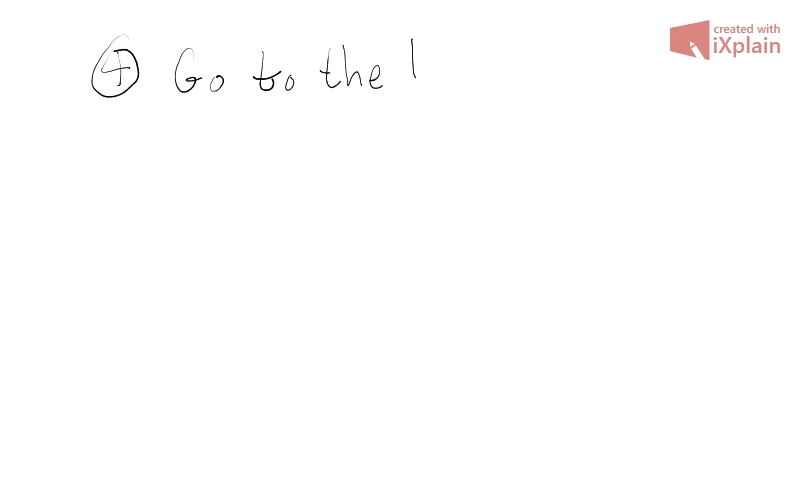 ④ Go to the l
created with
iXplain